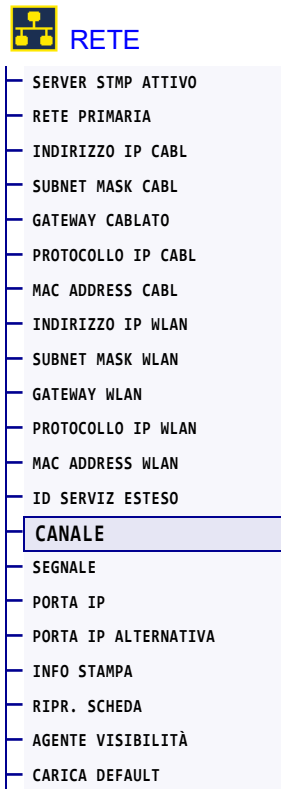 RETE
SERVER STMP ATTIVO
RETE PRIMARIA
INDIRIZZO IP CABL
SUBNET MASK CABL
GATEWAY CABLATO
PROTOCOLLO IP CABL
MAC ADDRESS CABL
INDIRIZZO IP WLAN
SUBNET MASK WLAN
GATEWAY WLAN
PROTOCOLLO IP WLAN
MAC ADDRESS WLAN
ID SERVIZ ESTESO
CANALE
SEGNALE
PORTA IP
PORTA IP ALTERNATIVA
INFO STAMPA
RIPR. SCHEDA
AGENTE VISIBILITÀ
CARICA DEFAULT